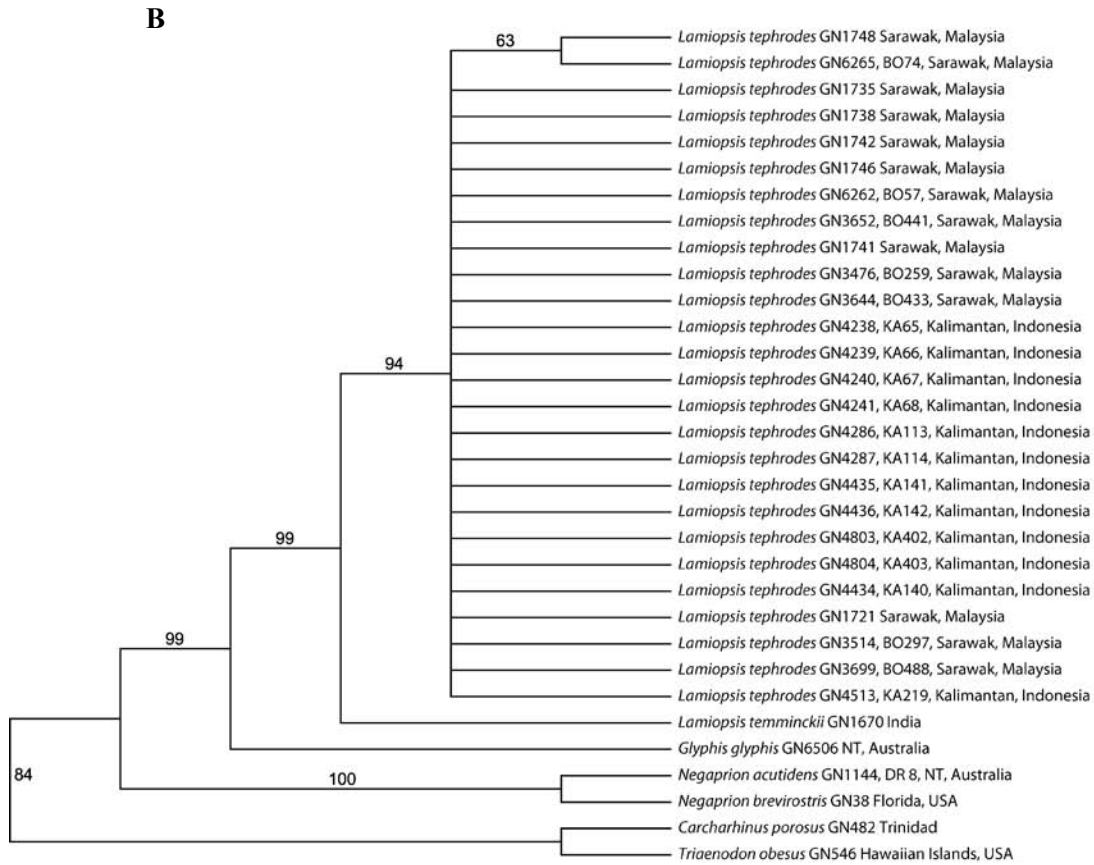 B
63
Lamiopsis tephrodes GN1748 Sarawak, Malaysia
Lamiopsis tephrodes GN6265, BO74, Sarawak, Malaysia
Lamiopsis tephrodes GN1735 Sarawak, Malaysia
Lamiopsis tephrodes GN1738 Sarawak, Malaysia
Lamiopsis tephrodes GN1742 Sarawak, Malaysia
Lamiopsis tephrodes GN1746 Sarawak, Malaysia
Lamiopsis tephrodes GN6262, BO57, Sarawak, Malaysia
Lamiopsis tephrodes GN3652, BO441, Sarawak, Malaysia
Lamiopsis tephrodes GN1741 Sarawak, Malaysia
Lamiopsis tephrodes GN3476, BO259, Sarawak, Malaysia
Lamiopsis tephrodes GN3644, BO433, Sarawak, Malaysia
Lamiopsis tephrodes GN4238, KA65, Kalimantan, Indonesia
Lamiopsis tephrodes GN4239, KA66, Kalimantan, Indonesia
94
Lamiopsis tephrodes GN4240, KA67, Kalimantan, Indonesia
Lamiopsis tephrodes GN4241, KA68, Kalimantan, Indonesia
Lamiopsis tephrodes GN4286, KA113, Kalimantan, Indonesia
Lamiopsis tephrodes GN4287, KA114, Kalimantan, Indonesia
Lamiopsis tephrodes GN4435, KA141, Kalimantan, Indonesia
Lamiopsis tephrodes GN4436, KA142, Kalimantan, Indonesia
99
Lamiopsis tephrodes GN4803, KA402, Kalimantan, Indonesia
Lamiopsis tephrodes GN4804, KA403, Kalimantan, Indonesia
Lamiopsis tephrodes GN4434, KA140, Kalimantan, Indonesia
Lamiopsis tephrodes GN1721 Sarawak, Malaysia
99
Lamiopsis tephrodes GN3514, BO297, Sarawak, Malaysia
Lamiopsis tephrodes GN3699, BO488, Sarawak, Malaysia
Lamiopsis tephrodes GN4513, KA219, Kalimantan, Indonesia
Lamiopsis temminckii GN1670 India
Glyphis glyphis GN6506 NT, Australia
84
100
Negaprion acutidens GN1144, DR 8, NT, Australia
Negaprion brevirostris GN38 Florida, USA
Carcharhinus porosus GN482 Trinidad
Triaenodon obesus GN546 Hawaiian Islands, USA